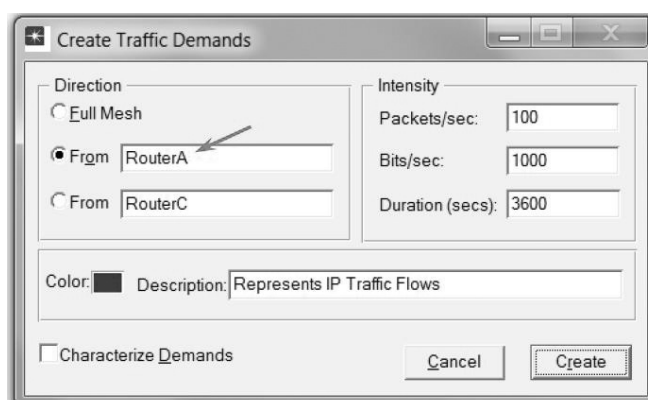 Create Traffic Demands
Direction
Full Mesh
From RouterA
From RouterC
Intensity
Packets/sec: 100
Bits/sec: 1000
Duration (secs): 3600
Color: Description: Represents IP Traffic Flows
Characterize Demands
Cancel
Create